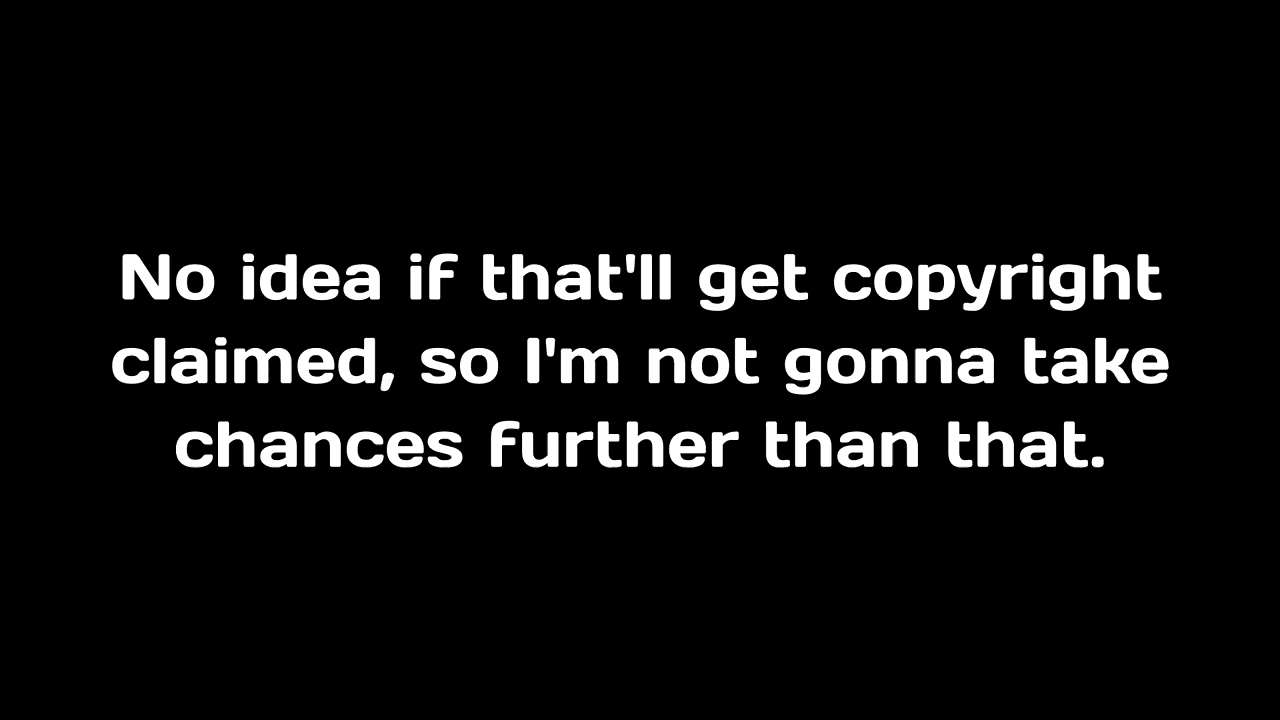 No idea if that'll get copyright
claimed, so I'm not gonna take
chances further than that.